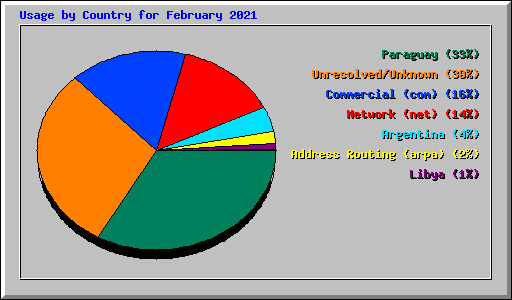 Usage by Country for February 2021
Paraguay (33%)
Unresolved/Unknown (30%)
Commercial (com) (16%)
Network (net) (14%)
Argentina (4%)
Address Routing (arpa) (2%)
Libya (1%)